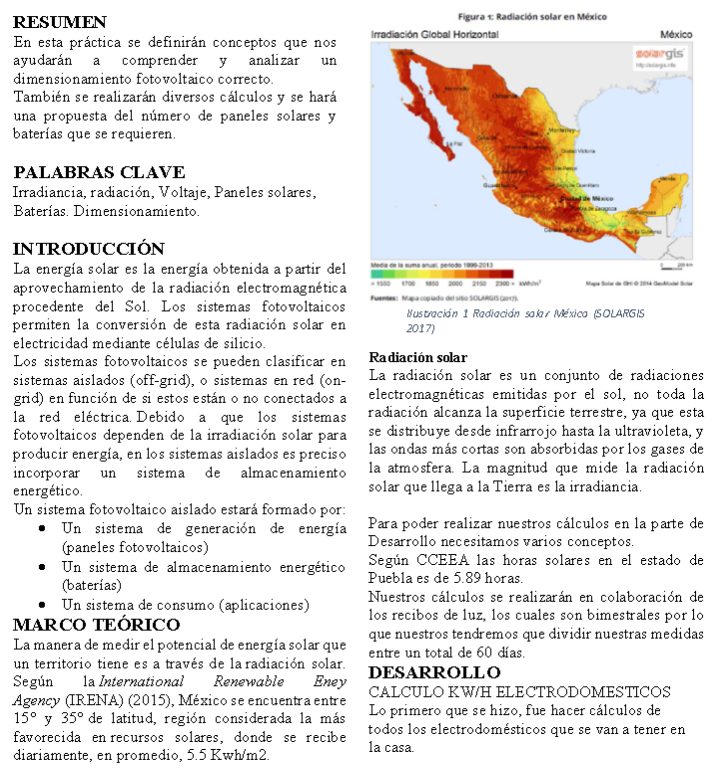 RESUMEN
En esta práctica se definirán conceptos que nos
ayudarán a comprender y analizar un
dimensionamiento fotovoltaico correcto.
También se realizarán diversos cálculos y se hará
una propuesta del número de paneles solares y
baterías que se requieren.
PALABRAS CLAVE
Irradiancia, radiación, Voltaje, Paneles solares,
Baterías. Dimensionamiento.
INTRODUCCIÓN
La energía solar es la energía obtenida a partir del
aprovechamiento de la radiación electromagnética
procedente del Sol. Los sistemas fotovoltaicos
permiten la conversión de esta radiación solar en
electricidad mediante células de silicio.
Los sistemas fotovoltaicos se pueden clasificar en
sistemas aislados (off-grid), o sistemas en red (on-
grid) en función de si estos están o no conectados a
la red eléctrica. Debido a que los sistemas
fotovoltaicos dependen de la irradiación solar para
producir energía, en los sistemas aislados es preciso
incorporar un sistema de almacenamiento
energético.
Un sistema fotovoltaico aislado estará formado por:
• Un sistema de generación de energía
(paneles fotovoltaicos)
• Un sistema de almacenamiento energético
(baterías)
• Un sistema de consumo (aplicaciones)
MARCO TEÓRICO
La manera de medir el potencial de energía solar que
un territorio tiene es a través de la radiación solar.
Según la International Renewable Eney
Agency (IRENA) (2015), México se encuentra entre
15° y 35° de latitud, región considerada la más
favorecida en recursos solares, donde se recibe
diariamente, en promedio, 5.5 Kwh/m2.
Figura 1: Radiación solar en México
Irradiación Global Horizontal México
solargis
http://solargis.info
Hermosillo
Chihuahua
La Paz
Monterrey
Ciudad Victoria
Guadalajara
Santiago de Querétaro
Mérida
Ciudad de México
Puebla de Zaragoza
Villahermosa
Tuxtla Gutiérrez
Media de la suma anual, periodo 1999-2013
0 200 km
< 1550 1700 1850 2000 2150 2300 > kWh/m²
Mapa Solar de GHI © 2014 GeoModel Solar
Fuentes: Mapa copiado del sitio SOLARGIS (2017).
Ilustración 1 Radiación solar México (SOLARGIS
2017)
Radiación solar
La radiación solar es un conjunto de radiaciones
electromagnéticas emitidas por el sol, no toda la
radiación alcanza la superficie terrestre, ya que esta
se distribuye desde infrarrojo hasta la ultravioleta, y
las ondas más cortas son absorbidas por los gases de
la atmosfera. La magnitud que mide la radiación
solar que llega a la Tierra es la irradiancia.
Para poder realizar nuestros cálculos en la parte de
Desarrollo necesitamos varios conceptos.
Según CCEEA las horas solares en el estado de
Puebla es de 5.89 horas.
Nuestros cálculos se realizarán en colaboración de
los recibos de luz, los cuales son bimestrales por lo
que nuestros tendremos que dividir nuestras medidas
entre un total de 60 días.
DESARROLLO
CALCULO KW/H ELECTRODOMESTICOS
Lo primero que se hizo, fue hacer cálculos de
todos los electrodomésticos que se van a tener en
la casa.